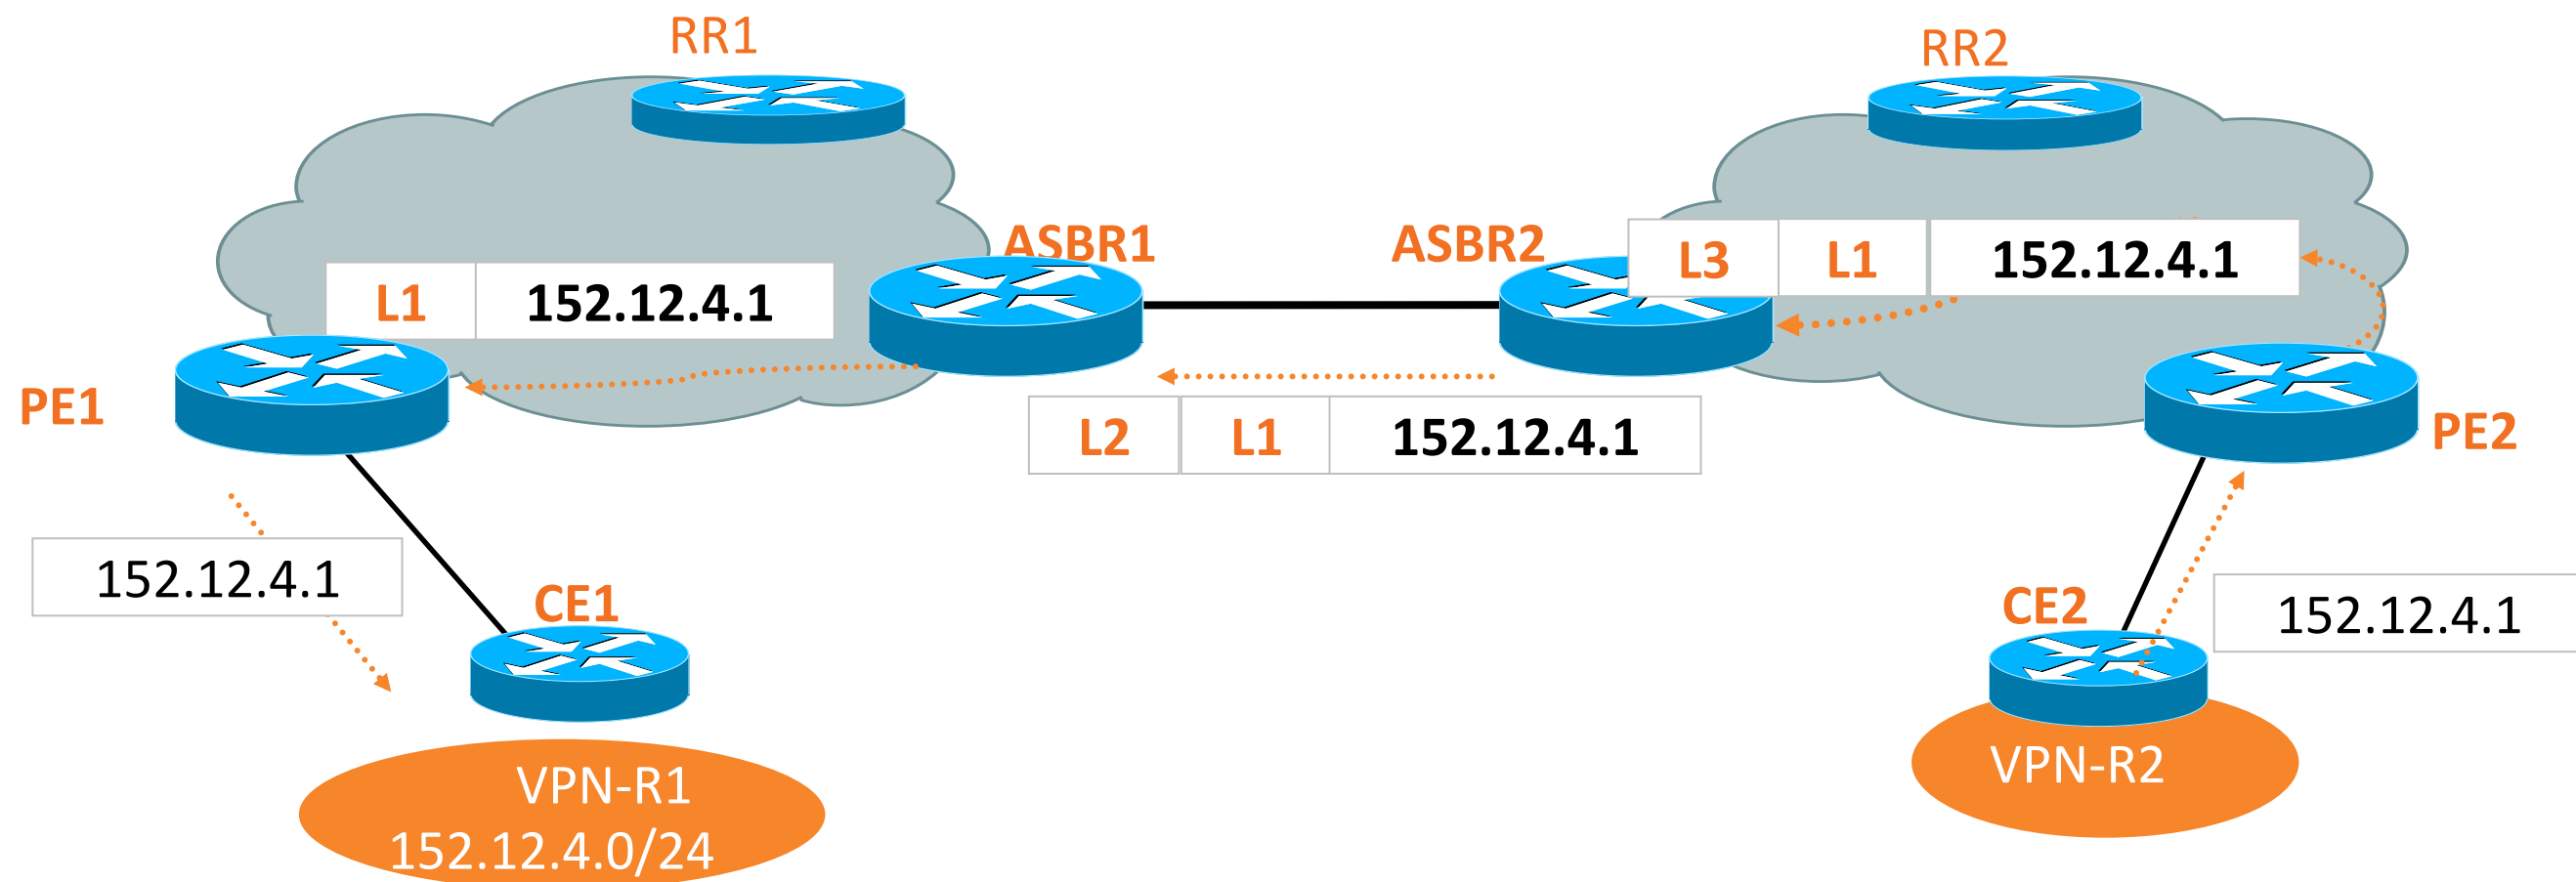 RR1
RR2
ASBR1
ASBR2
L3 L1 152.12.4.1
L1 152.12.4.1
PE1
L2 L1 152.12.4.1
PE2
152.12.4.1
CE1
CE2
152.12.4.1
VPN-R1
152.12.4.0/24
VPN-R2